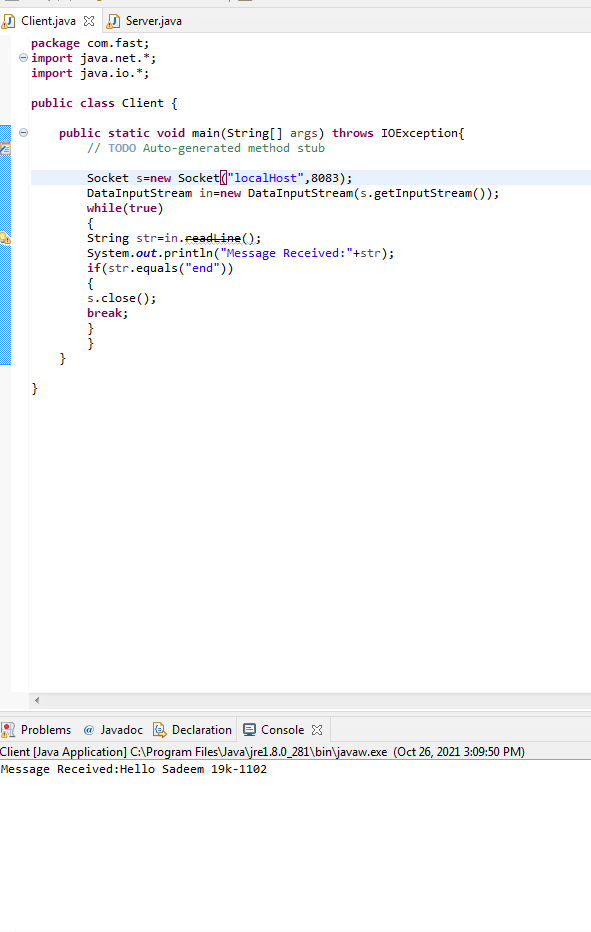 Client.java Server.java
package com.fast;
import java.net.*;
import java.io.*;
public class Client {
public static void main(String[] args) throws IOException{
// TODO Auto-generated method stub
Socket s=new Socket("localHost",8083);
DataInputStream in=new DataInputStream(s.getInputStream());
while(true)
{
String str=in.readLine();
System.out.println("Message Received:"+str);
if(str.equals("end"))
{
s.close();
break;
}
}
}
}
Problems @ Javadoc Declaration Console
Client [Java Application] C:\Program Files\Java\jre1.8.0_281\bin\javaw.exe (Oct 26, 2021 3:09:50 PM)
Message Received:Hello Sadeem 19k-1102